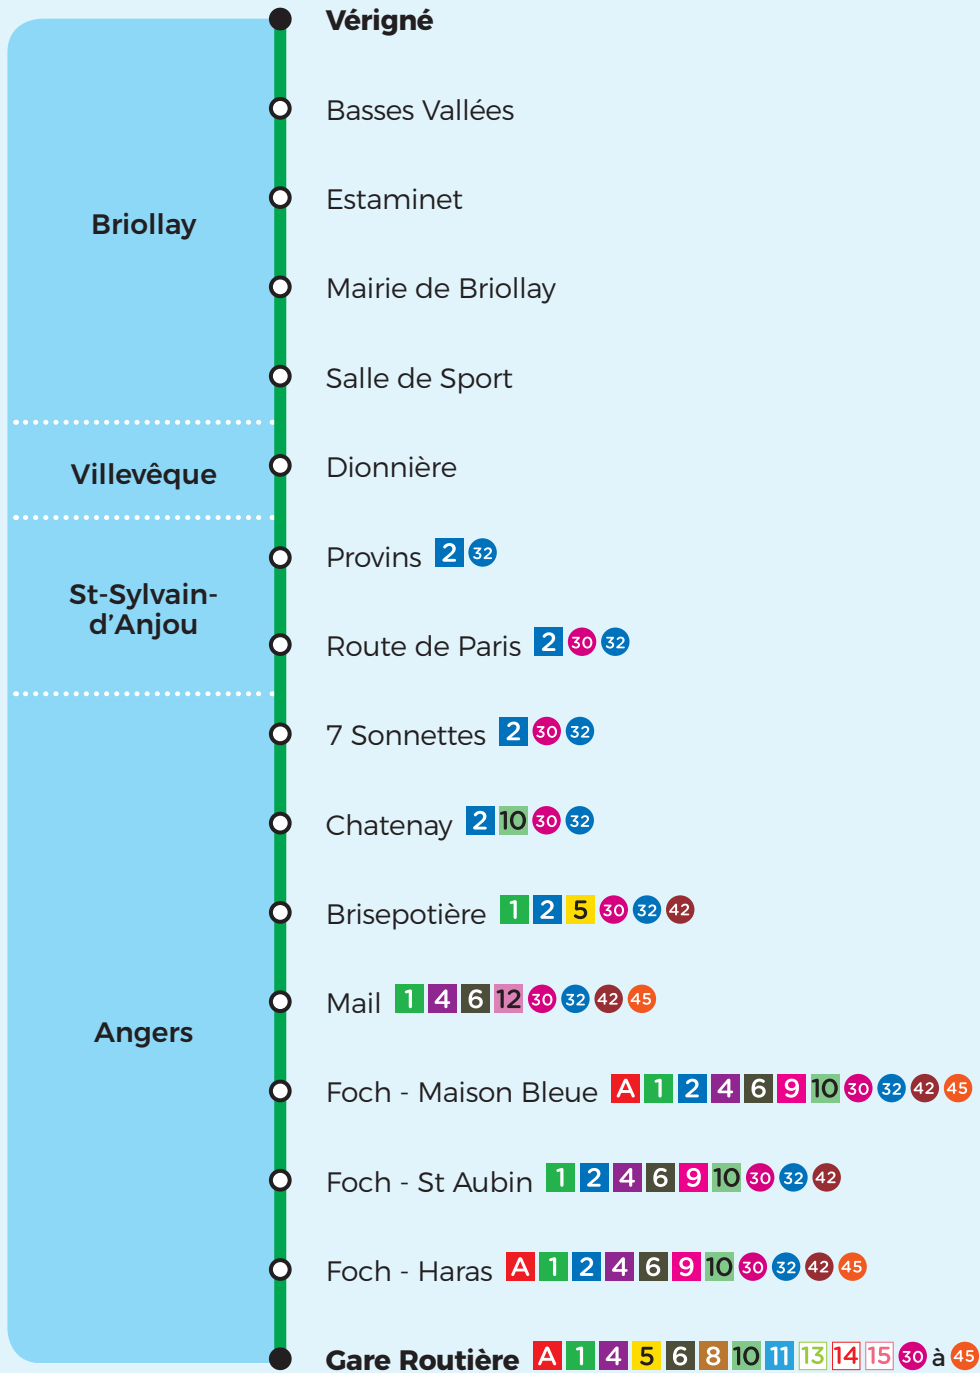 Vérigné
Basses Vallées
Estaminet
Briollay
Mairie de Briollay
Salle de Sport
Villevêque
Dionnière
Provins 2 32
St-Sylvain-
d'Anjou
Route de Paris 2 30 32
7 Sonnettes 2 30 32
Chatenay 2 10 30 32
Brisepotière 1 2 5 30 32 42
Mail 1 4 6 12 30 32 42 45
Angers
Foch - Maison Bleue A 1 2 4 6 9 10 30 32 42 45
Foch - St Aubin 1 2 4 6 9 10 30 32 42
Foch - Haras A 1 2 4 6 9 10 30 32 42 45
Gare Routière A 1 4 5 6 8 10 11 13 14 15 30 à 45